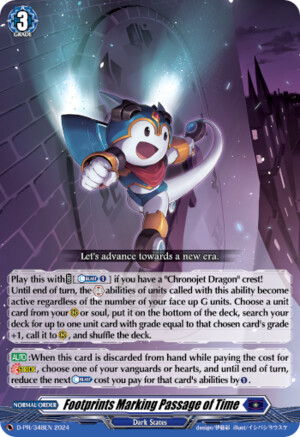 3
GRADE
Let's advance towards a new era.
Play this with [ 1] if you have a "Chronojet Dragon" crest!
Until end of turn, the abilities of units called with this ability become
active regardless of the number of your face up G units. Choose a unit
card from your or soul, put it on the bottom of the deck, search your
deck for up to one unit card with grade equal to that chosen card's grade
+1, call it to , and shuffle the deck.
AUTO:When this card is discarded from hand while paying the cost for
, choose one of your vanguards or hearts, and until end of turn,
reduce the next cost you pay for that card's abilities by 1.
NORMAL ORDER
Footprints Marking Passage of Time
Dark States
D-PR/348EN 2024